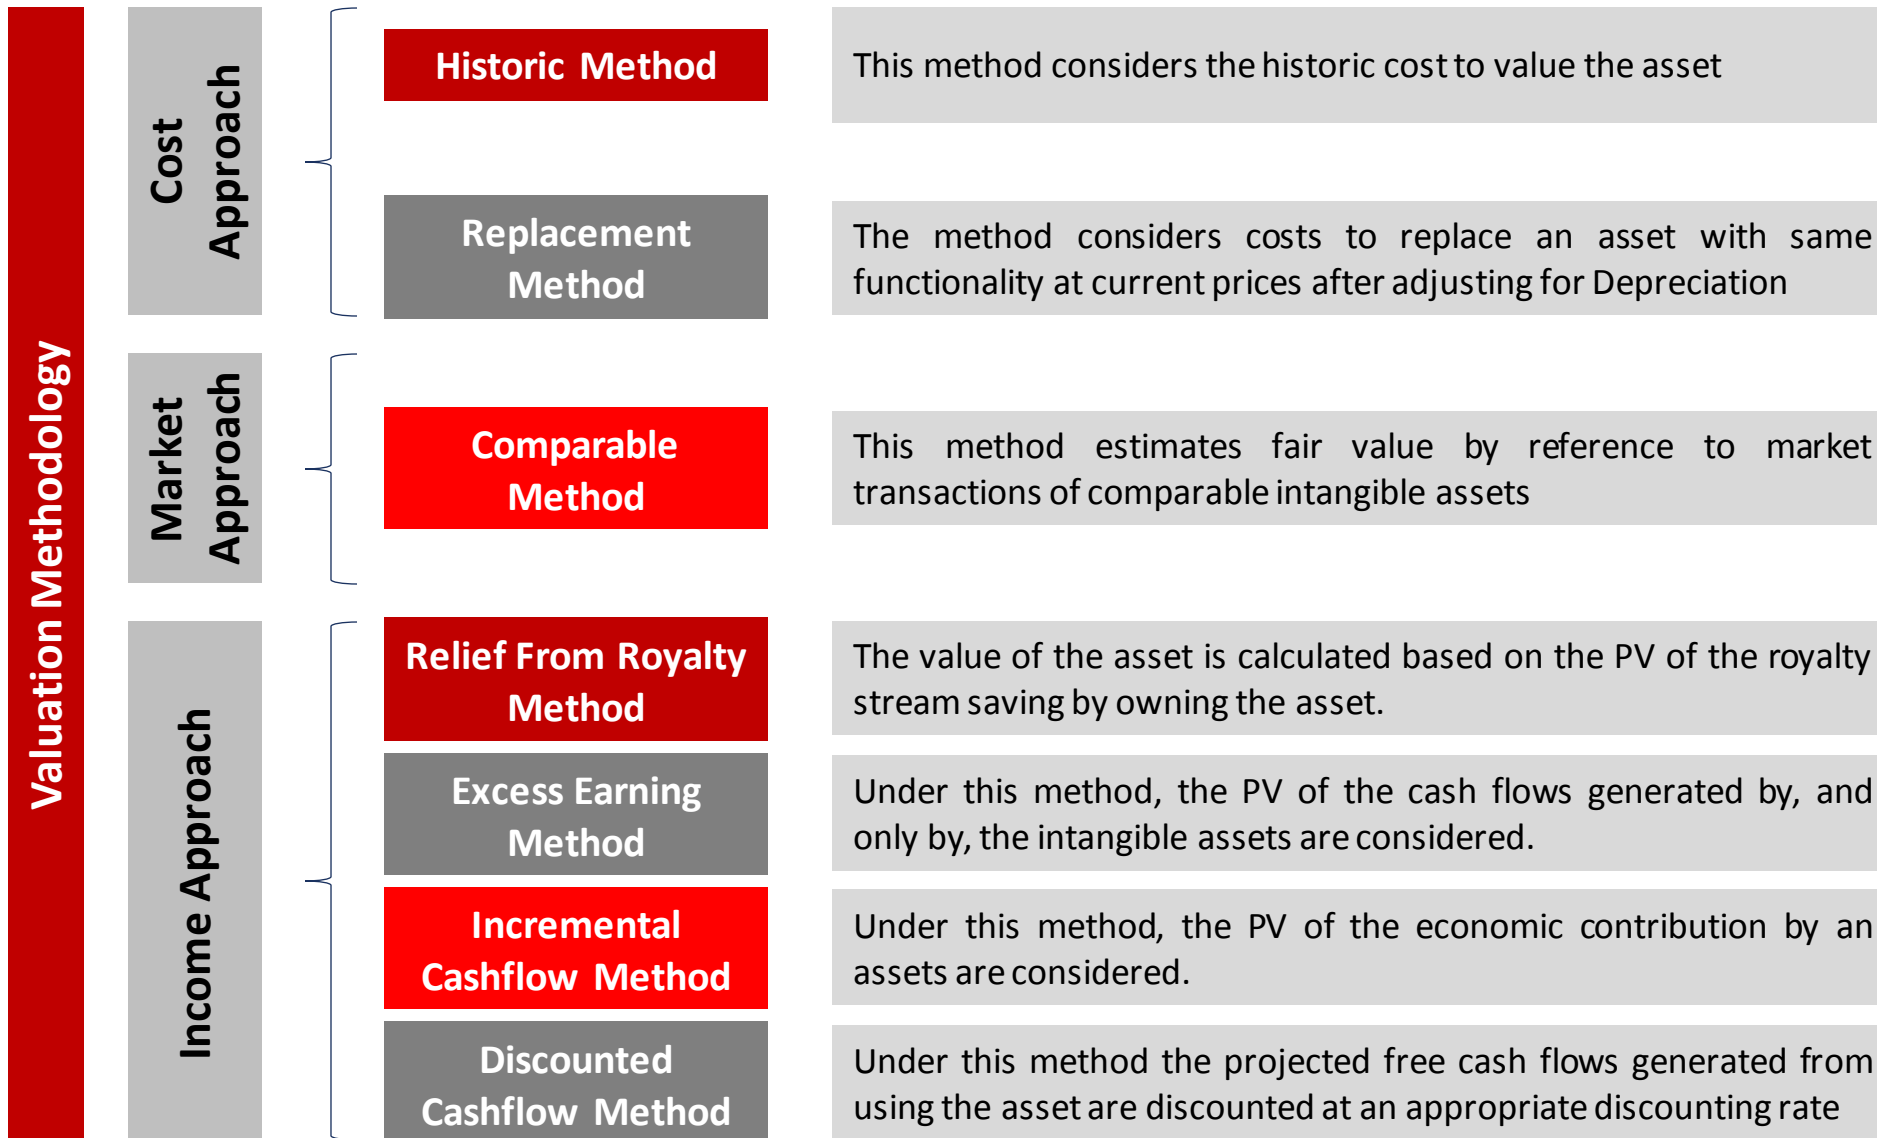 Valuation Methodology
Cost
Approach
Historic Method
This method considers the historic cost to value the asset
Replacement
Method
The method considers costs to replace an asset with same
functionality at current prices after adjusting for Depreciation
Market
Approach
Comparable
Method
This method estimates fair value by reference to market
transactions of comparable intangible assets
Income Approach
Relief From Royalty
Method
The value of the asset is calculated based on the PV of the royalty
stream saving by owning the asset.
Excess Earning
Method
Under this method, the PV of the cash flows generated by, and
only by, the intangible assets are considered.
Incremental
Cashflow Method
Under this method, the PV of the economic contribution by an
assets are considered.
Discounted
Cashflow Method
Under this method the projected free cash flows generated from
using the asset are discounted at an appropriate discounting rate